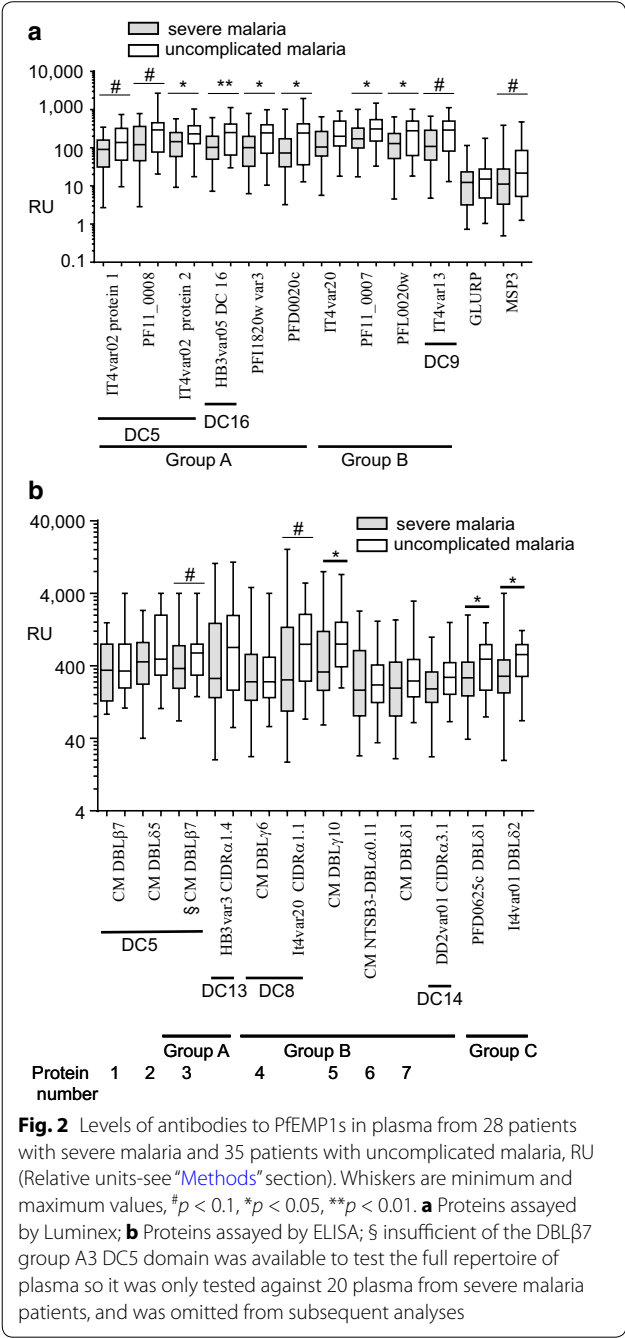 a
severe malaria
uncomplicated malaria
10,000
1,000
100
10
1
0.1
RU
# # * ** * * * * # #
IT4var02 protein 1
PF11_0008
IT4var02 protein 2
HB3var05 DC 16
PFI1820w var3
PFD0020c
IT4var20
PF11_0007
PFL0020w
IT4var13
GLURP
MSP3
DC9
DC5
DC16
Group A
Group B
b
40,000
4,000
400
40
4
RU
severe malaria
uncomplicated malaria
# # * * *
CM DBLβ7
CM DBLδ5
§ CM DBLβ7
HB3var3 CIDRα1.4
CM DBLγ6
It4var20 CIDRα1.1
CM DBLγ10
CM NTSB3-DBLα0.11
CM DBLδ1
DD2var01 CIDRα3.1
PFD0625c DBLδ1
It4var01 DBLδ2
DC5
DC13
DC8
DC14
Group A
Group B
Group C
Protein number 1 2 3 4 5 6 7
Fig. 2 Levels of antibodies to PfEMP1s in plasma from 28 patients
with severe malaria and 35 patients with uncomplicated malaria, RU
(Relative units-see “Methods” section). Whiskers are minimum and
maximum values, #p < 0.1, *p < 0.05, **p < 0.01. a Proteins assayed
by Luminex; b Proteins assayed by ELISA; § insufficient of the DBLβ7
group A3 DC5 domain was available to test the full repertoire of
plasma so it was only tested against 20 plasma from severe malaria
patients, and was omitted from subsequent analyses